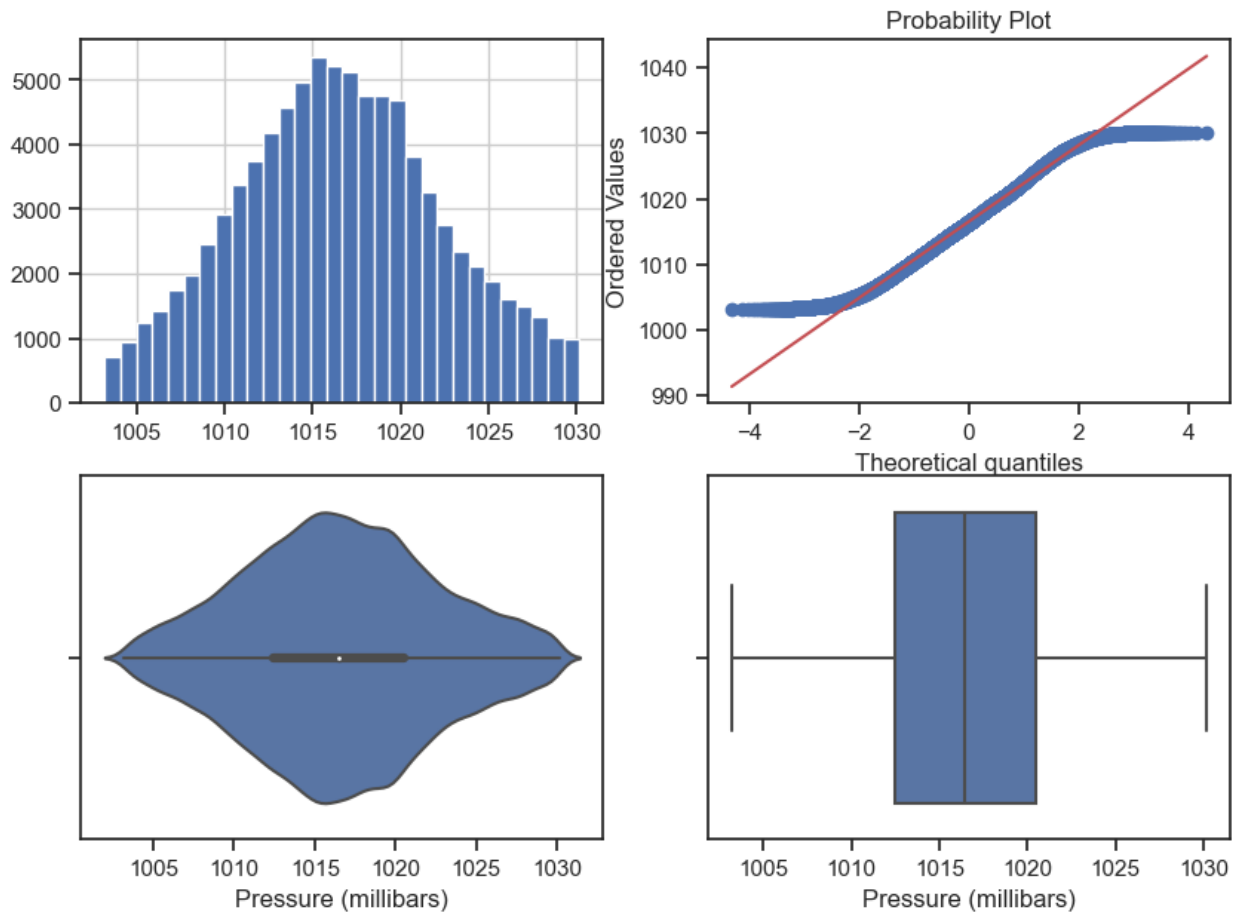 5000
4000
3000
2000
1000
0
1005 1010 1015 1020 1025 1030
Probability Plot
Ordered Values
1040
1030
1020
1010
1000
990
−4 −2 0 2 4
Theoretical quantiles
1005 1010 1015 1020 1025 1030
Pressure (millibars)
1005 1010 1015 1020 1025 1030
Pressure (millibars)